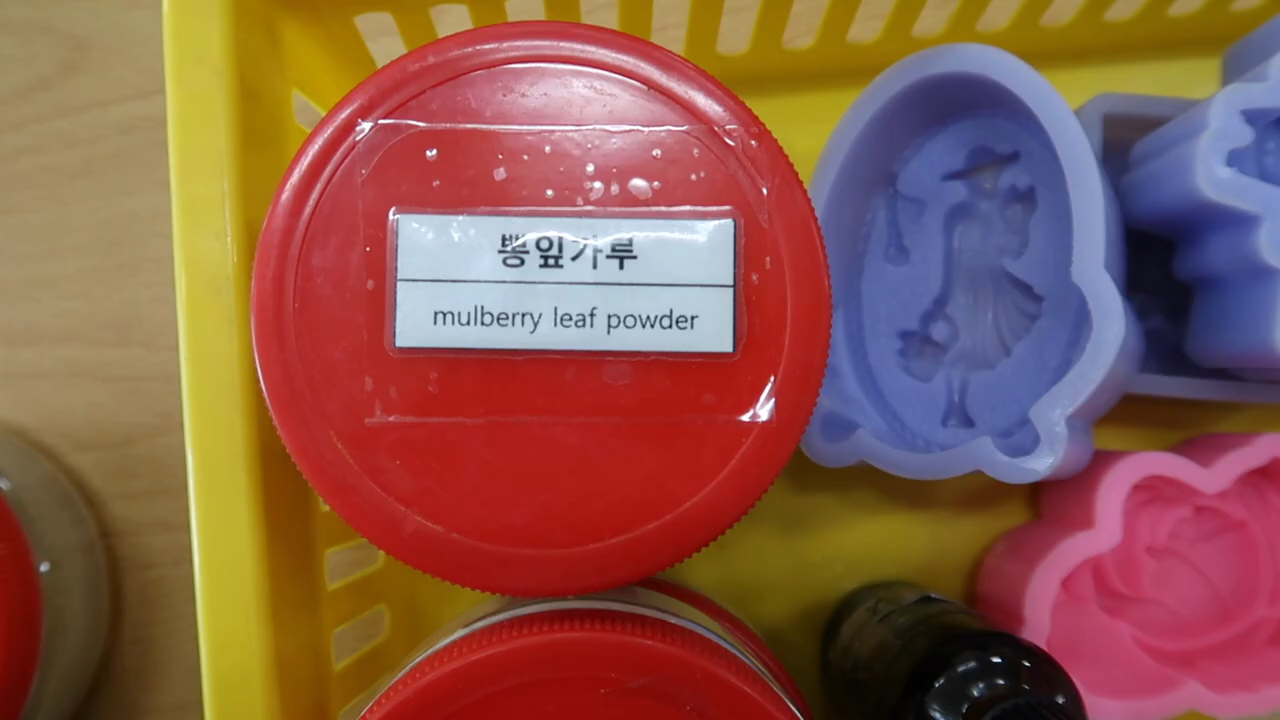 뽕잎가루
mulberry leaf powder